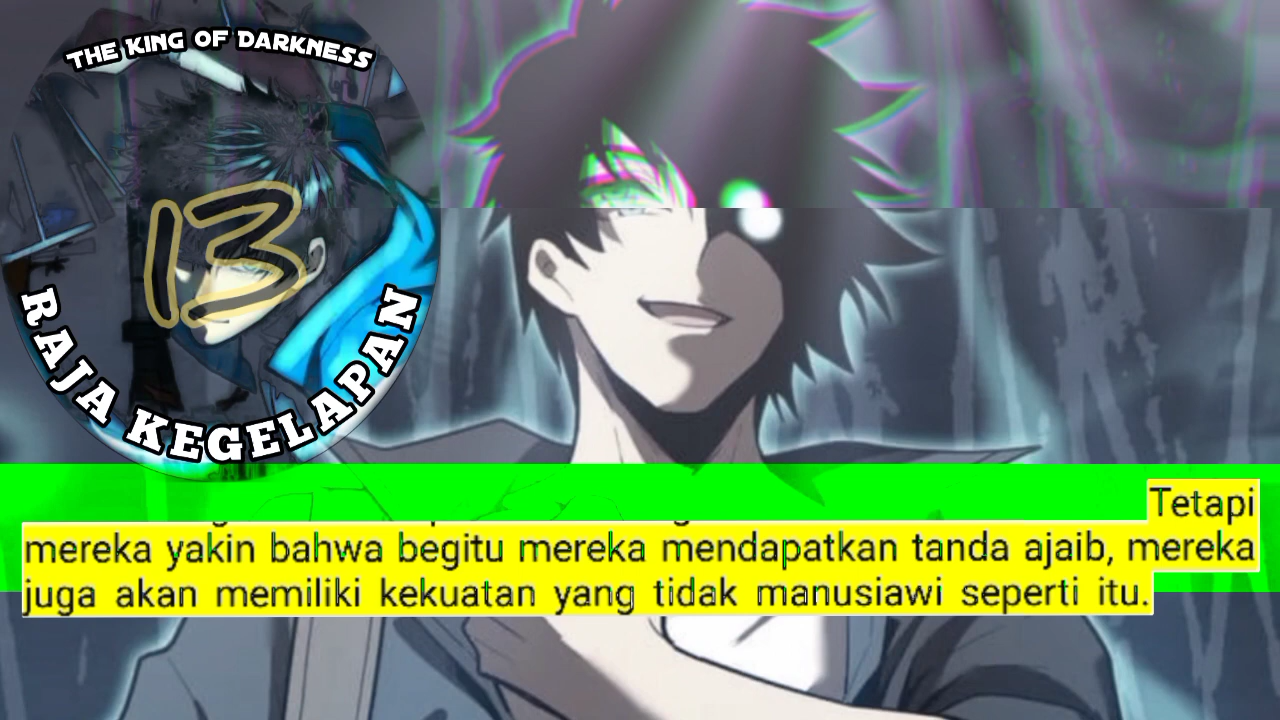 THE KING OF DARKNESS
13
RAJA KEGELAPAN
Tetapi
mereka yakin bahwa begitu mereka mendapatkan tanda ajaib, mereka
juga akan memiliki kekuatan yang tidak manusiawi seperti itu.